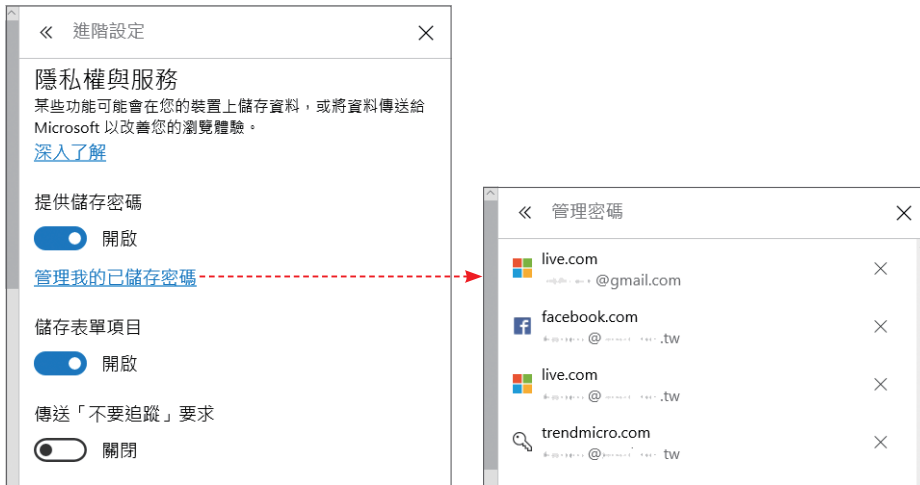 進階設定
隱私權與服務
某些功能可能會在您的裝置上儲存資料，或將資料傳送給
Microsoft 以改善您的瀏覽體驗。
深入了解
提供儲存密碼
開啟
管理我的已儲存密碼
儲存表單項目
開啟
傳送「不要追蹤」要求
關閉
管理密碼
live.com
@gmail.com
facebook.com
@ .tw
live.com
@ .tw
trendmicro.com
@ tw